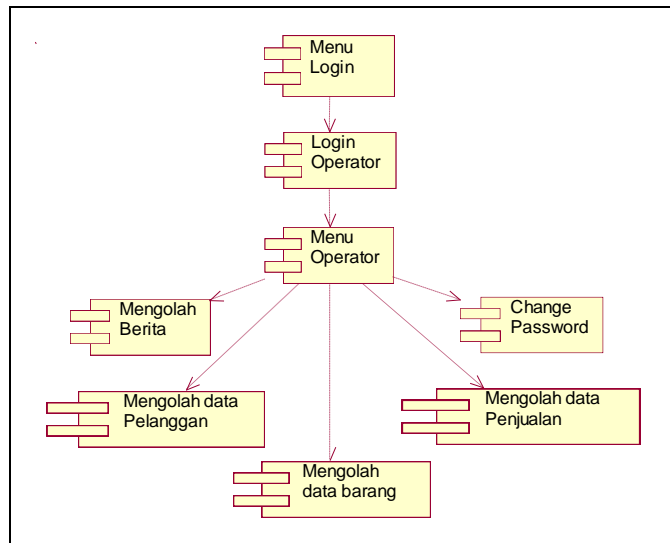 Menu
Login
Login
Operator
Menu
Operator
Mengolah
Berita
Change
Password
Mengolah data
Pelanggan
Mengolah data
Penjualan
Mengolah
data barang